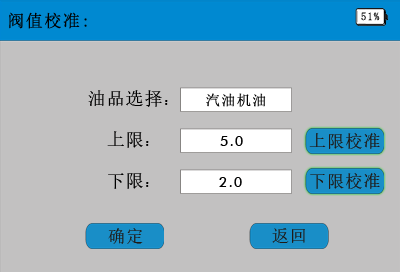 阀值校准:
51%
油品选择： 汽油机油
上限： 5.0 上限校准
下限： 2.0 下限校准
确定 返回